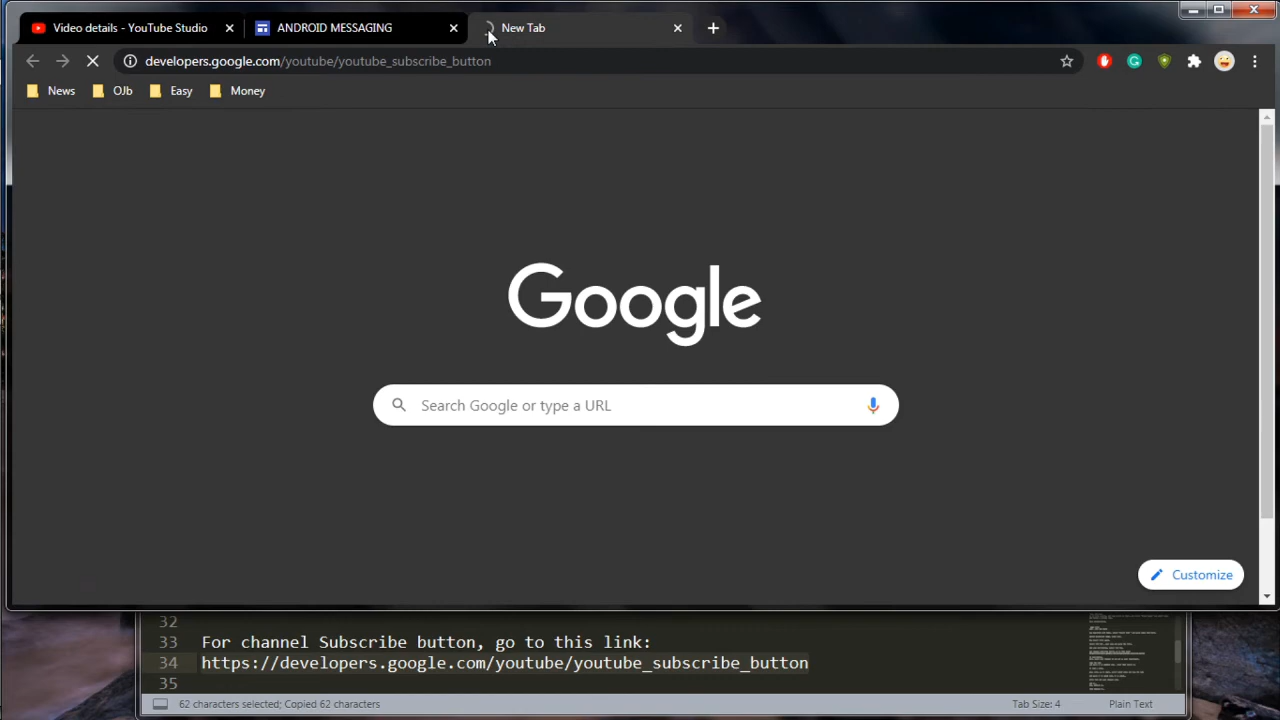 Video details - YouTube Studio
ANDROID MESSAGING
New Tab
developers.google.com/youtube/youtube_subscribe_button
News
OJb
Easy
Money
Google
Search Google or type a URL
Customize
32
33 For channel Subscribe button, go to this link:
34 https://developers.google.com/youtube/youtube_subscribe_button
35
62 characters selected; Copied 62 characters
Tab Size: 4
Plain Text